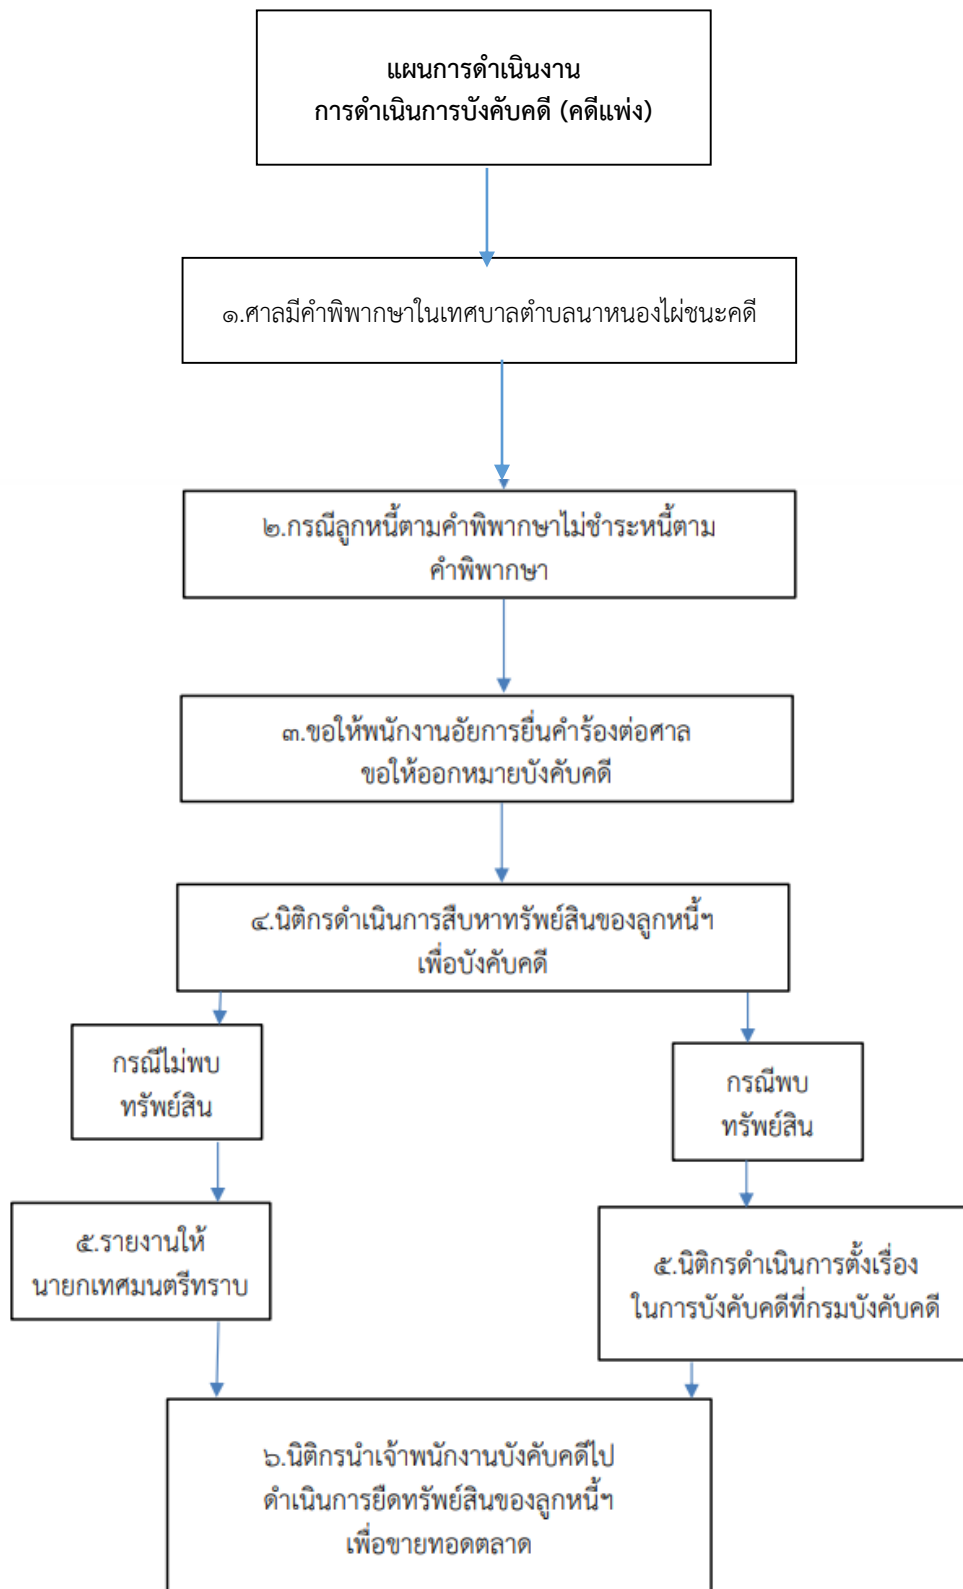 แผนการดำเนินงาน
การดำเนินการบังคับคดี (คดีแพ่ง)
๑.ศาลมีคำพิพากษาในเทศบาลตำบลนาหนองไผ่ชนะคดี
๒.กรณีลูกหนี้ตามคำพิพากษาไม่ชำระหนี้ตาม
คำพิพากษา
๓.ขอให้พนักงานอัยการยื่นคำร้องต่อศาล
ขอให้ออกหมายบังคับคดี
๔.นิติกรดำเนินการสืบหาทรัพย์สินของลูกหนี้ฯ
เพื่อบังคับคดี
กรณีไม่พบ
ทรัพย์สิน
กรณีพบ
ทรัพย์สิน
๕.รายงานให้
นายกเทศมนตรีทราบ
๕.นิติกรดำเนินการตั้งเรื่อง
ในการบังคับคดีที่กรมบังคับคดี
๖.นิติกรนำเจ้าพนักงานบังคับคดีไป
ดำเนินการยึดทรัพย์สินของลูกหนี้ฯ
เพื่อขายทอดตลาด